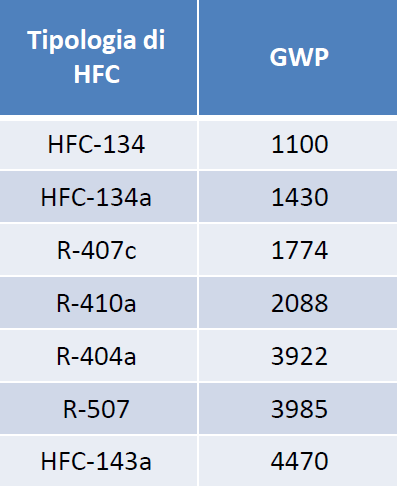 Tipologia di
HFC
GWP
HFC-134
1100
HFC-134a
1430
R-407c
1774
R-410a
2088
R-404a
3922
R-507
3985
HFC-143a
4470